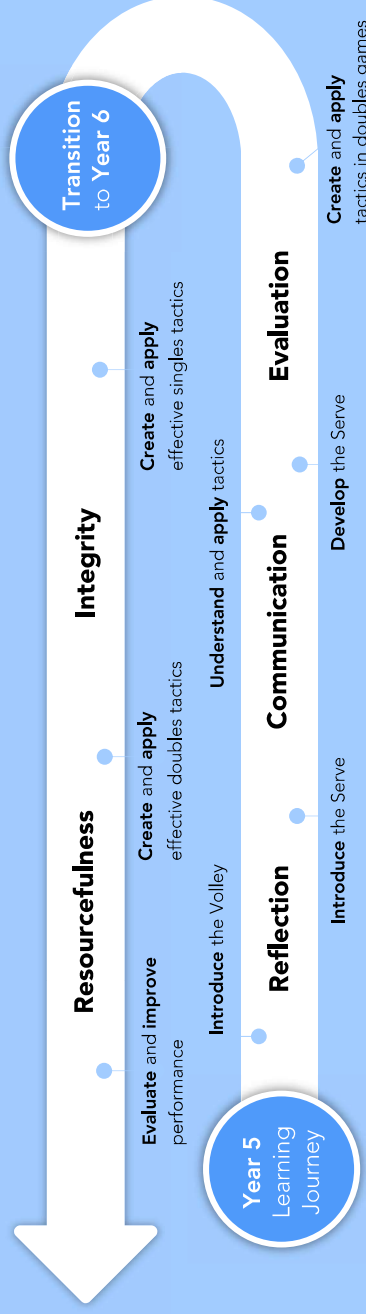 Year 5
Learning
Journey
Introduce the Volley
Reflection
Introduce the Serve
Understand and apply tactics
Communication
Develop the Serve
Evaluation
Create and apply
tactics in doubles games
Transition
to Year 6
Create and apply
effective singles tactics
Integrity
Create and apply
effective doubles tactics
Resourcefulness
Evaluate and improve
performance